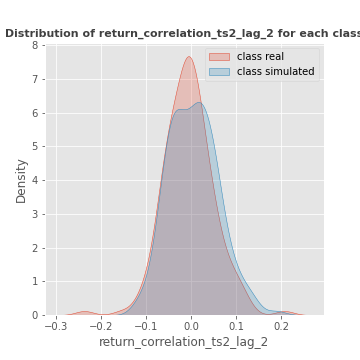 Distribution of return_correlation_ts2_lag_2 for each class
class real
class simulated
Density
8
7
6
5
4
3
2
1
0
−0.3 −0.2 −0.1 0.0 0.1 0.2
return_correlation_ts2_lag_2